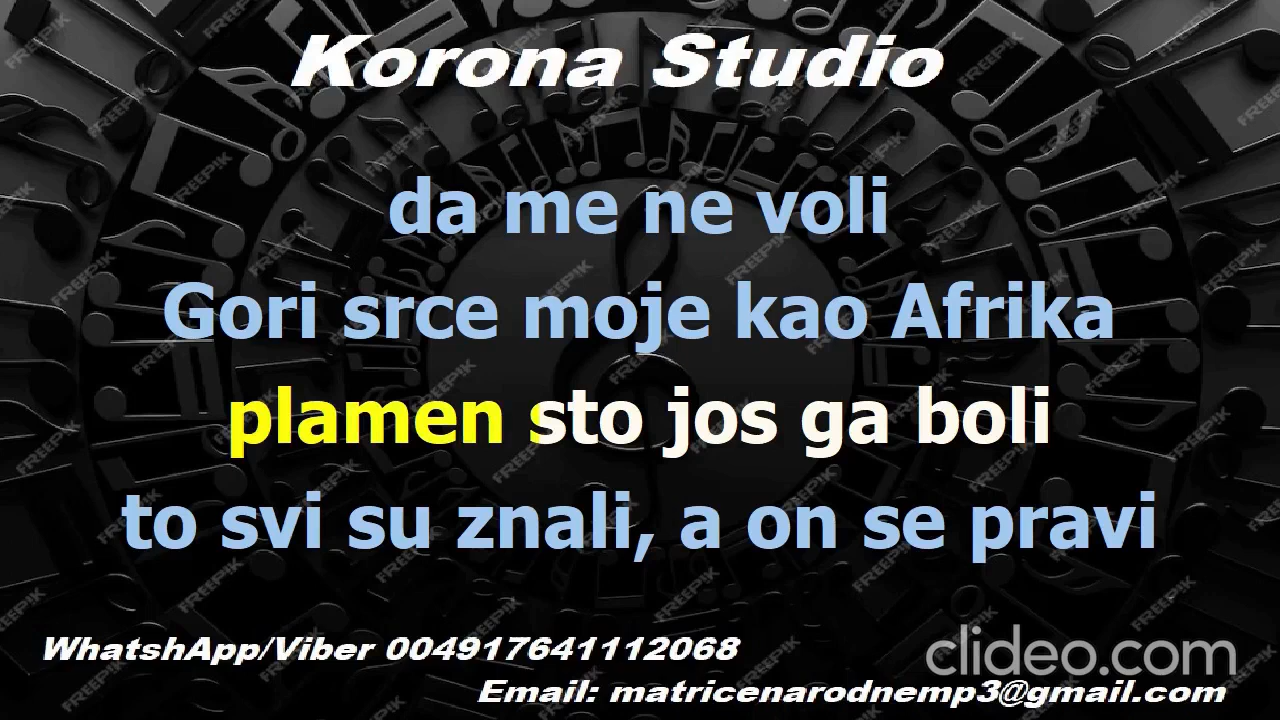 Korona Studio
da me ne voli
Gori srce moje kao Afrika
plamen sto jos ga boli
to svi su znali, a on se pravi
WhatshApp/Viber 004917641112068
clideo.com
Email: matricenarodnemp3@gmail.com
FREEPIK